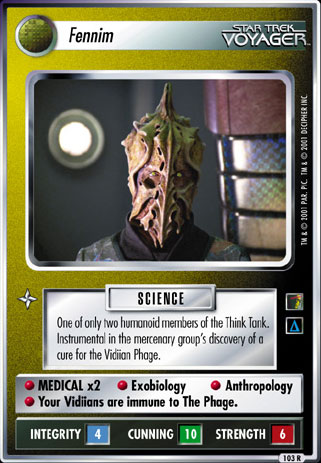 Fennim
STAR TREK
VOYAGER™
TM & © 2001 PAR. PIC. TM & © 2001 DECIPHER INC.
SCIENCE
One of only two humanoid members of the Think Tank.
Instrumental in the mercenary group's discovery of a
cure for the Vidiian Phage.
MEDICAL x2 Exobiology Anthropology
Your Vidiians are immune to The Phage.
INTEGRITY 4 CUNNING 10 STRENGTH 6
103 R